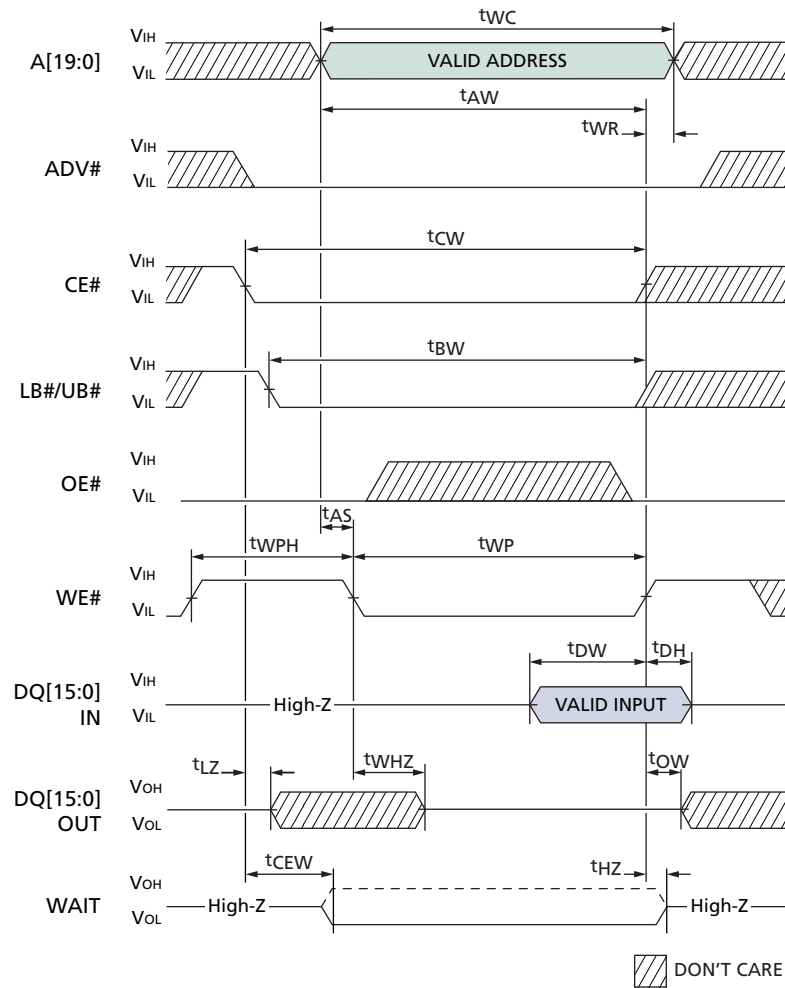 tWC
A[19:0]
VIH
VIL
VALID ADDRESS
tAW
tWR
ADV#
VIH
VIL
tCW
CE#
VIH
VIL
tBW
LB#/UB#
VIH
VIL
OE#
VIH
VIL
tAS
tWPH
tWP
WE#
VIH
VIL
tDW
tDH
DQ[15:0]
IN
VIH
VIL
High-Z
VALID INPUT
tLZ
tWHZ
tOW
DQ[15:0]
OUT
VOH
VOL
tCEW
tHZ
WAIT
VOH
VOL
High-Z
High-Z
DON'T CARE